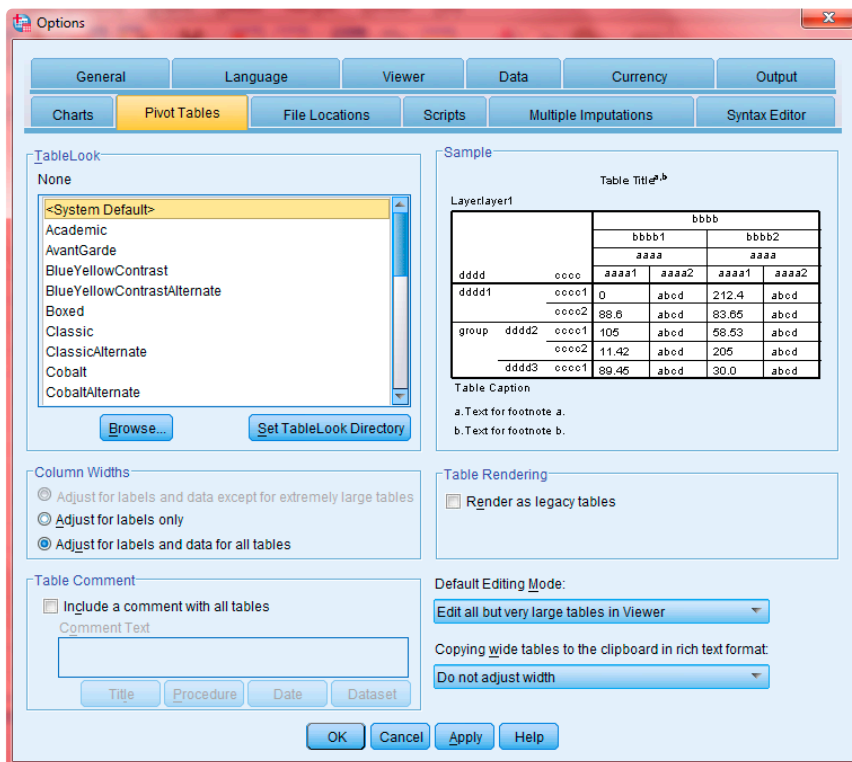 Options
General Language Viewer Data Currency Output
Charts Pivot Tables File Locations Scripts Multiple Imputations Syntax Editor
TableLook
None
<System Default>
Academic
AvantGarde
BlueYellowContrast
BlueYellowContrastAlternate
Boxed
Classic
ClassicAlternate
Cobalt
CobaltAlternate
Browse... Set TableLook Directory
Sample
Table Titlea,b
Layer:layer1
bbbb
bbbb1 bbbb2
aaaa aaaa
dddd cccc aaaa1 aaaa2 aaaa1 aaaa2
dddd1 cccc1 0 abcd 212.4 abcd
cccc2 88.6 abcd 83.65 abcd
group dddd2 cccc1 105 abcd 58.53 abcd
cccc2 11.42 abcd 205 abcd
dddd3 cccc1 89.45 abcd 30.0 abcd
Table Caption
a.Text for footnote a.
b.Text for footnote b.
Column Widths
Adjust for labels and data except for extremely large tables
Adjust for labels only
Adjust for labels and data for all tables
Table Rendering
Render as legacy tables
Table Comment
Include a comment with all tables
Comment Text
Title Procedure Date Dataset
Default Editing Mode:
Edit all but very large tables in Viewer
Copying wide tables to the clipboard in rich text format:
Do not adjust width
OK Cancel Apply Help